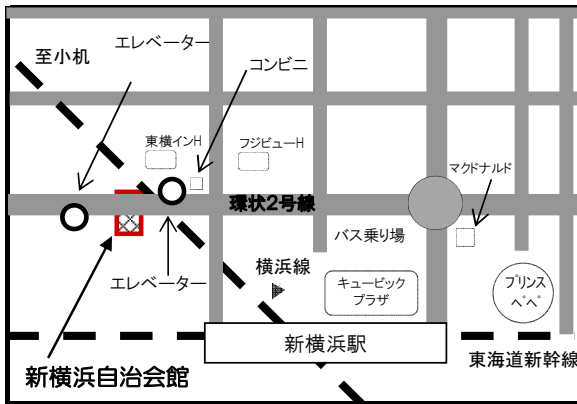 エレベーター
至小机
コンビニ
東横インH
フジビューH
マクドナルド
環状2号線
バス乗り場
横浜線
エレベーター
キュービック
プラザ
プリンス
ペペ
新横浜駅
東海道新幹線
新横浜自治会館